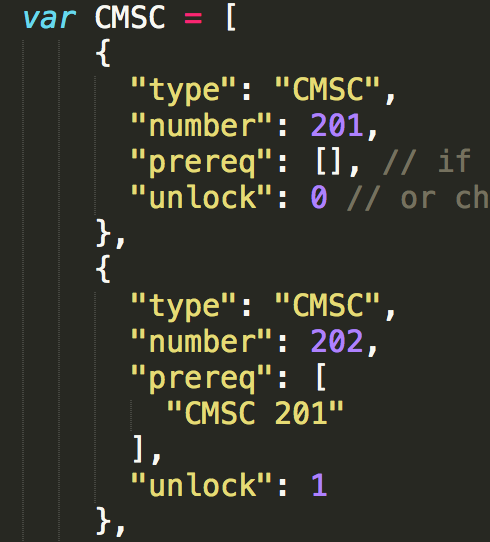 var CMSC = [
{
"type": "CMSC",
"number": 201,
"prereq": [], // if
"unlock": 0 // or ch
},
{
"type": "CMSC",
"number": 202,
"prereq": [
"CMSC 201"
],
"unlock": 1
},